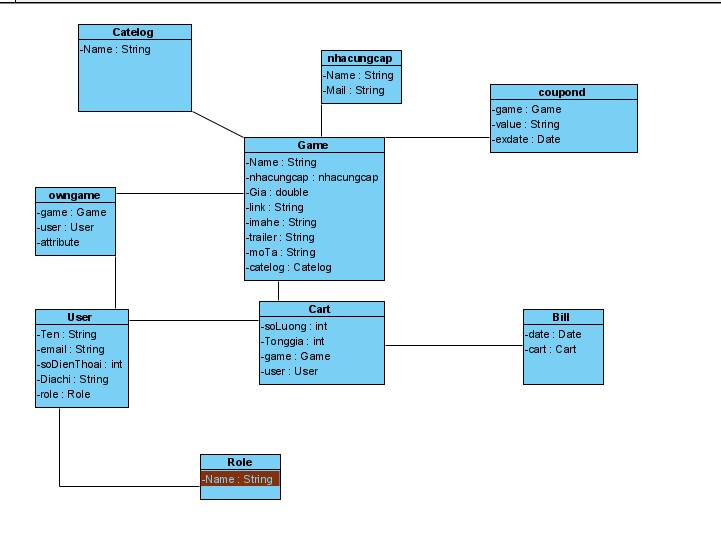 Catelog
-Name : String
nhacungcap
-Name : String
-Mail : String
coupond
-game : Game
-value : String
-exdate : Date
Game
-Name : String
-nhacungcap : nhacungcap
-Gia : double
-link : String
-imahe : String
-trailer : String
-moTa : String
-catelog : Catelog
owngame
-game : Game
-user : User
-attribute
User
-Ten : String
-email : String
-soDienThoai : int
-Diachi : String
-role : Role
Cart
-soLuong : int
-Tonggia : int
-game : Game
-user : User
Bill
-date : Date
-cart : Cart
Role
-Name : String